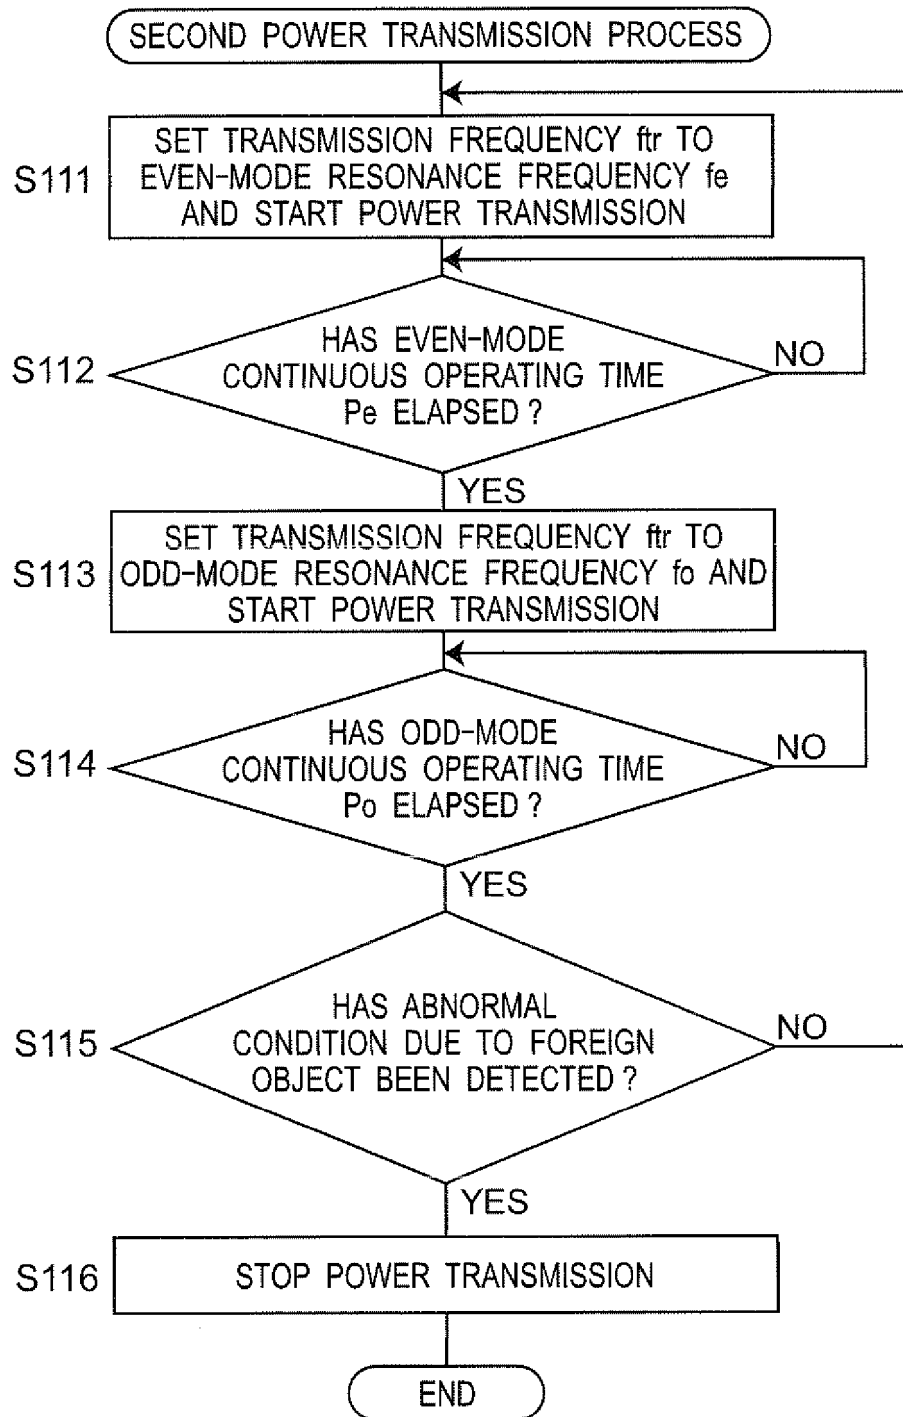 SECOND POWER TRANSMISSION PROCESS
S111
SET TRANSMISSION FREQUENCY ftr TO
EVEN-MODE RESONANCE FREQUENCY fe
AND START POWER TRANSMISSION
S112
HAS EVEN-MODE
CONTINUOUS OPERATING TIME
Pe ELAPSED ?
NO
YES
S113
SET TRANSMISSION FREQUENCY ftr TO
ODD-MODE RESONANCE FREQUENCY fo AND
START POWER TRANSMISSION
S114
HAS ODD-MODE
CONTINUOUS OPERATING TIME
Po ELAPSED ?
NO
YES
S115
HAS ABNORMAL
CONDITION DUE TO FOREIGN
OBJECT BEEN DETECTED ?
NO
YES
S116
STOP POWER TRANSMISSION
END